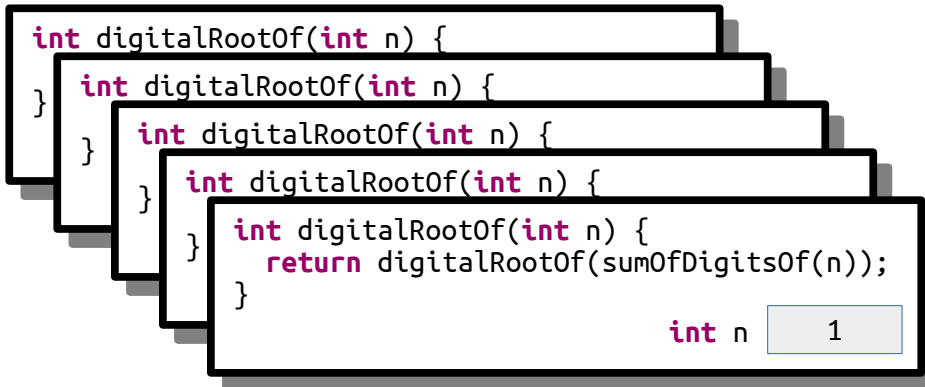 int digitalRootOf(int n) {
}
int digitalRootOf(int n) {
}
int digitalRootOf(int n) {
}
int digitalRootOf(int n) {
}
int digitalRootOf(int n) {
return digitalRootOf(sumOfDigitsOf(n));
}
int n 1